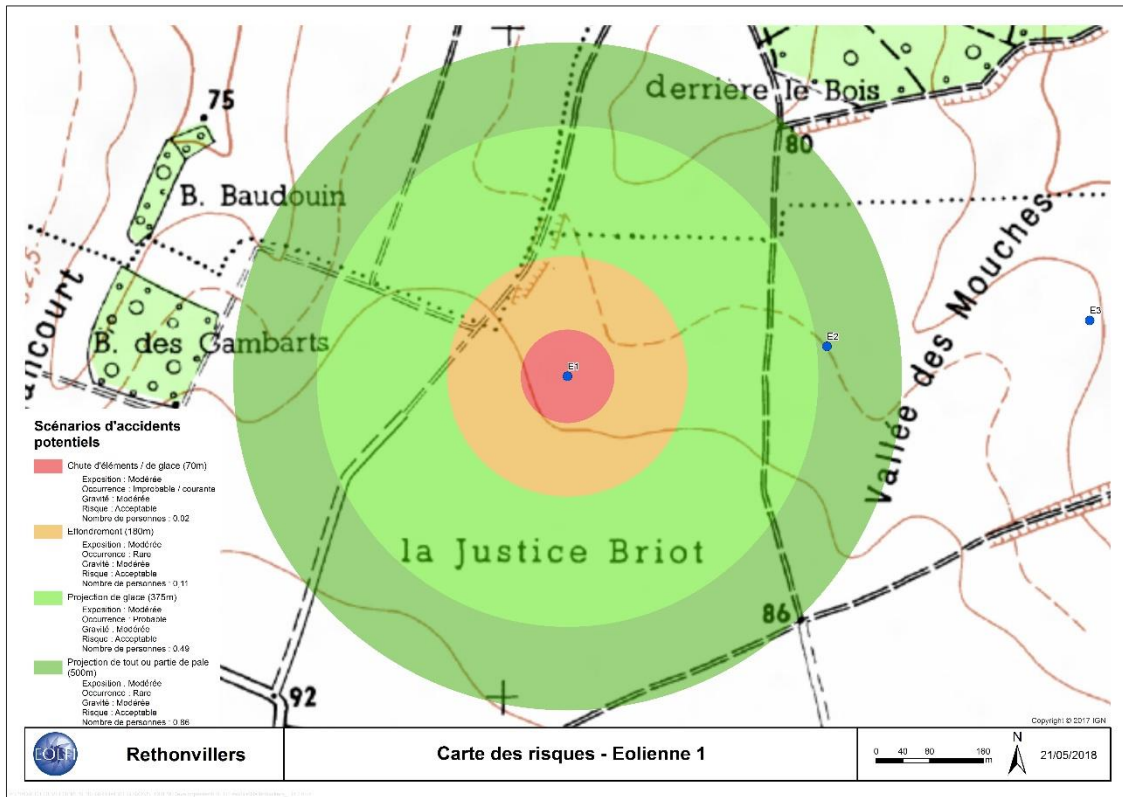 derrière le Bois
75
80
B. Baudouin
ancourt
Vallée des Mouches
E3
E2
B. des Gambarts
E1
Scénarios d'accidents
potentiels
Chute d'éléments / de glace (70m)
Exposition : Modérée
Occurrence : Improbable / courante
Gravité : Modérée
Risque : Acceptable
Nombre de personnes : 0.02
Effondrement (180m)
Exposition : Modérée
Occurrence : Rare
Gravité : Modérée
Risque : Acceptable
Nombre de personnes : 0,11
la Justice Briot
Projection de glace (375m)
Exposition : Modérée
Occurrence : Probable
Gravité : Modérée
Risque : Acceptable
Nombre de personnes : 0.49
86
Projection de tout ou partie de pale
(500m)
Exposition : Modérée
Occurrence : Rare
Gravité : Modérée
Risque : Acceptable
Nombre de personnes : 0.86
92
Copyright © 2017 IGN
EOLFI
Rethonvillers
Carte des risques - Eolienne 1
0 40 80 160
m
N
21/05/2018